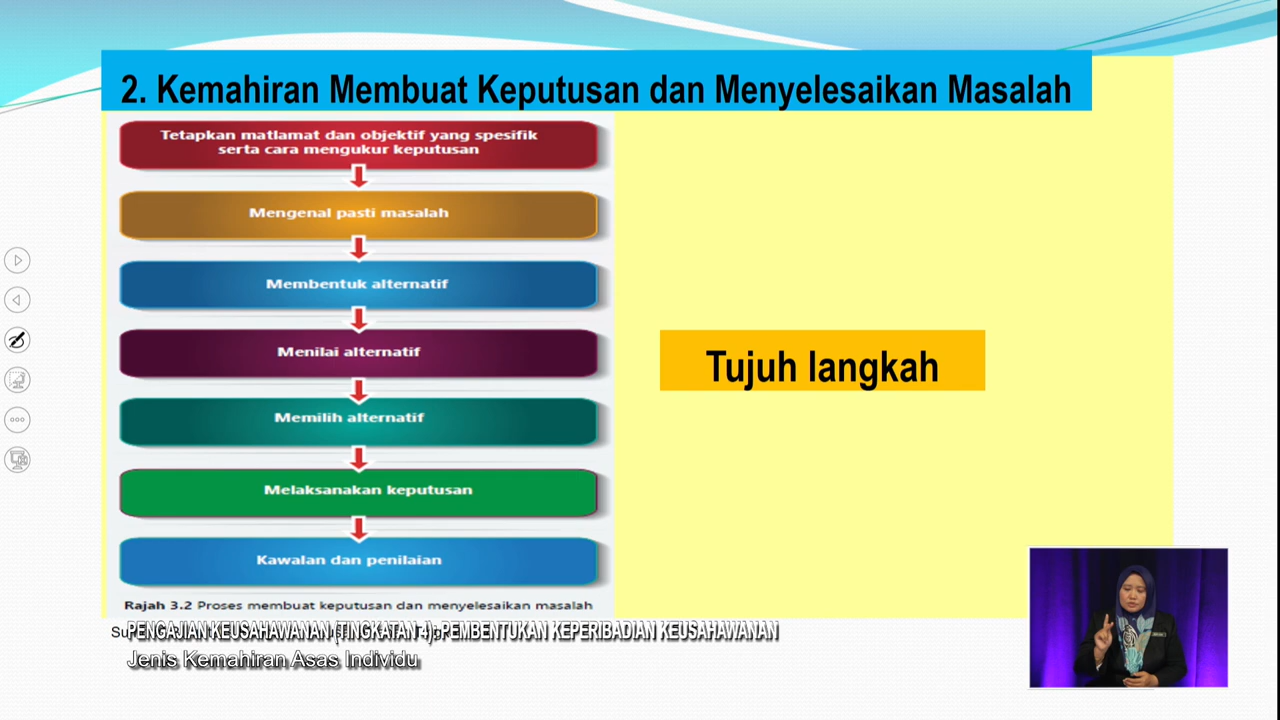 2. Kemahiran Membuat Keputusan dan Menyelesaikan Masalah
Tetapkan matlamat dan objektif yang spesifik
serta cara mengukur keputusan
Mengenal pasti masalah
Membentuk alternatif
Menilai alternatif
Memilih alternatif
Melaksanakan keputusan
Kawalan dan penilaian
Rajah 3.2 Proses membuat keputusan dan menyelesaikan masalah
Tujuh langkah
PENGAJIAN KEUSAHAWANAN (TINGKATAN 4): PEMBENTUKAN KEPERIBADIAN KEUSAHAWANAN
Jenis Kemahiran Asas Individu